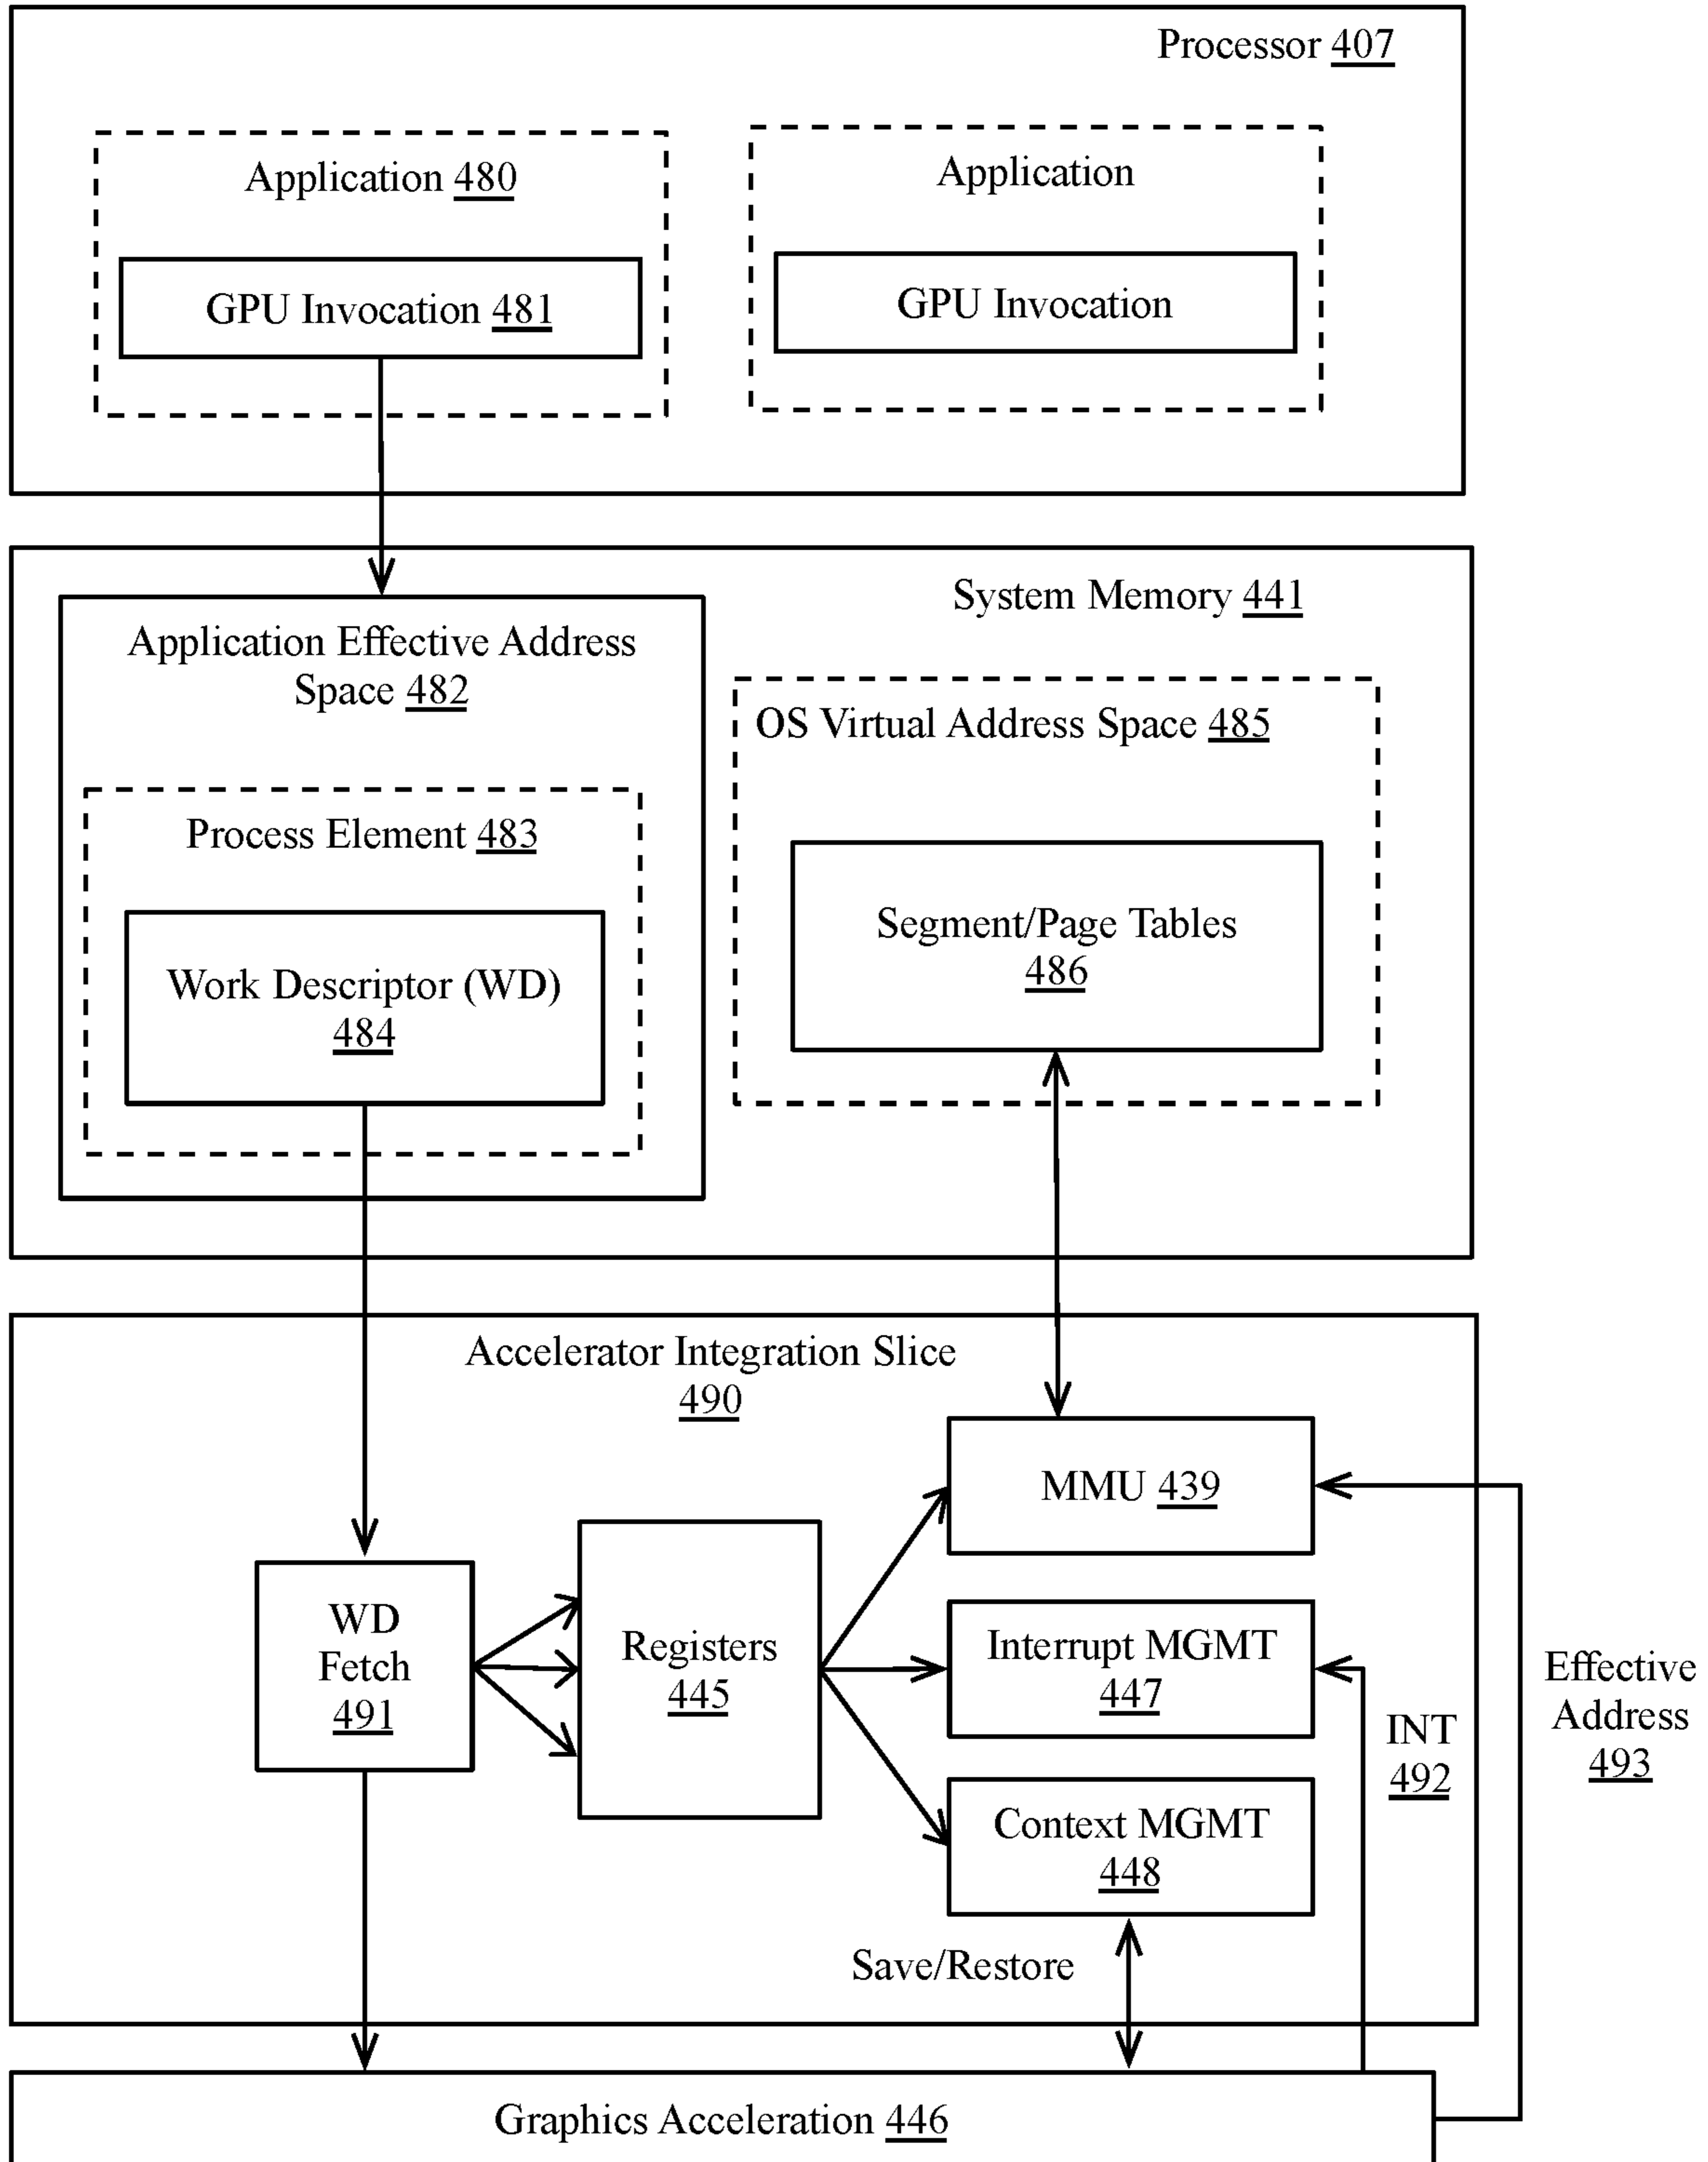 Processor 407
Application 480
Application
GPU Invocation 481
GPU Invocation
System Memory 441
Application Effective Address
Space 482
OS Virtual Address Space 485
Process Element 483
Segment/Page Tables
486
Work Descriptor (WD)
484
Accelerator Integration Slice
490
MMU 439
WD
Fetch
491
Registers
445
Interrupt MGMT
447
Effective
Address
493
INT
492
Context MGMT
448
Save/Restore
Graphics Acceleration 446